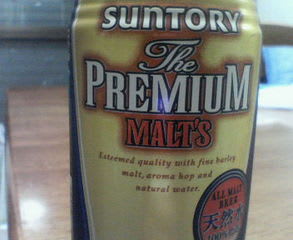 SUNTORY
The
PREMIUM
MALT'S
Esteemed quality with fine barley
malt, aroma hop and
natural water.
ALL MALT
BEER
天然水
100%